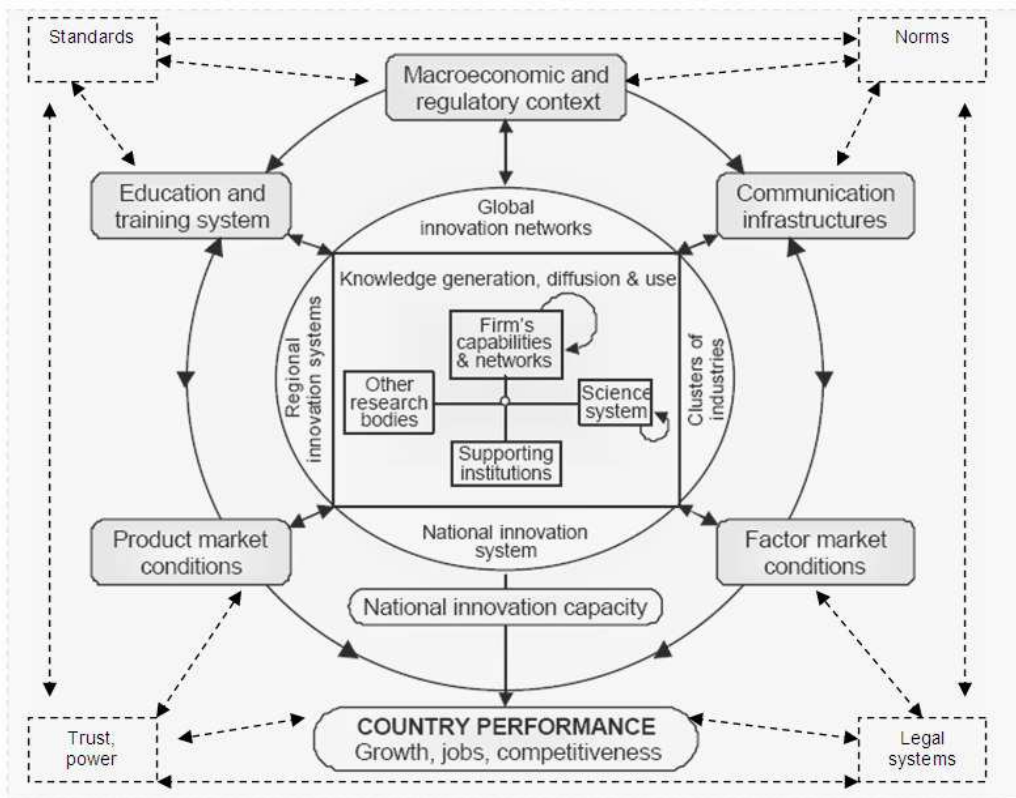 Standards
Norms
Macroeconomic and
regulatory context
Education and
training system
Communication
infrastructures
Global
innovation networks
Knowledge generation, diffusion & use
Regional
innovation systems
Clusters of
industries
Firm's
capabilities
& networks
Other
research
bodies
Science
system
Supporting
institutions
National innovation
system
Product market
conditions
Factor market
conditions
National innovation capacity
COUNTRY PERFORMANCE
Growth, jobs, competitiveness
Trust,
power
Legal
systems